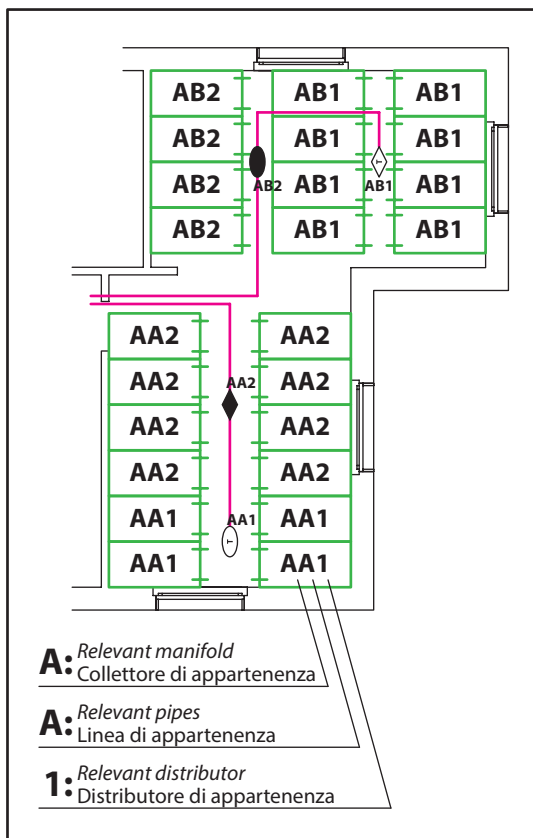 AB2 AB1 AB1
AB2 AB1 AB1
T
AB2 AB1
AB2 AB1 AB1
AB2 AB1 AB1
AA2 AA2
AA2 AA2
AA2
AA2 AA2
AA2 AA2
AA1 AA1
AA1
T
AA1 AA1
A: Relevant manifold
Collettore di appartenenza
A: Relevant pipes
Linea di appartenenza
1: Relevant distributor
Distributore di appartenenza